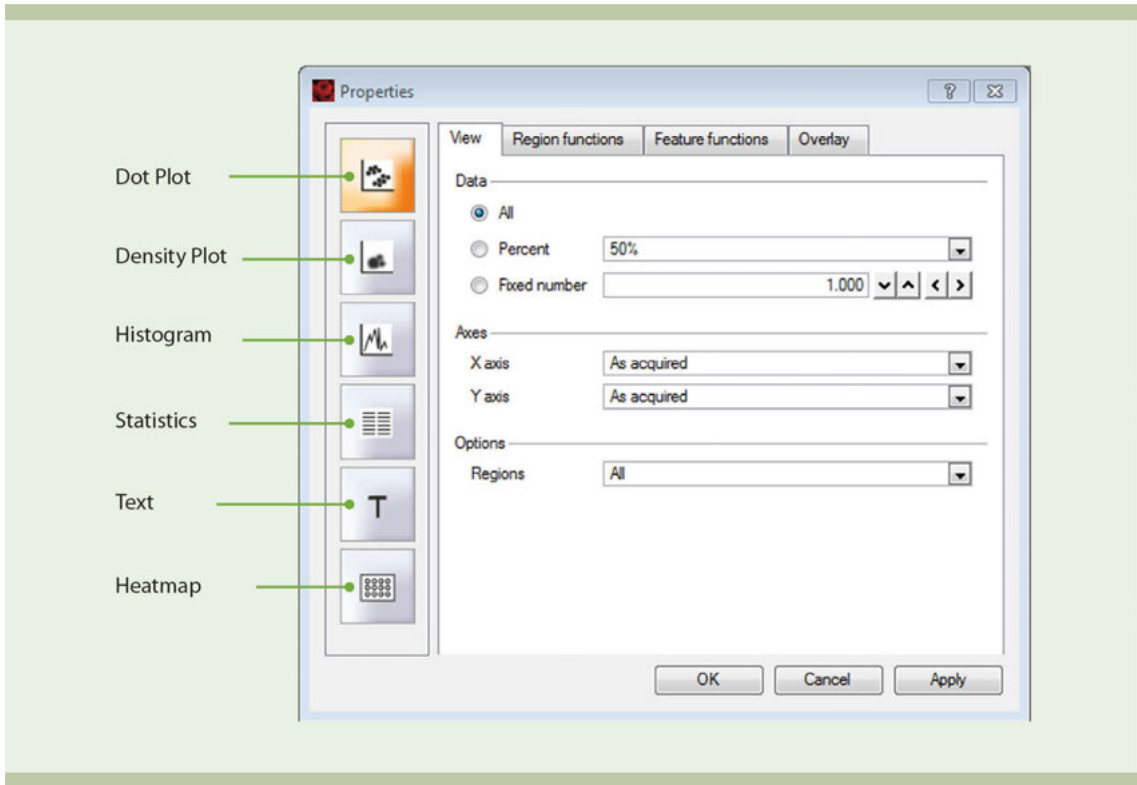 Properties
View Region functions Feature functions Overlay
Dot Plot
Density Plot
Histogram
Statistics
Text
Heatmap
Data
All
Percent 50%
Fixed number 1.000
Axes
X axis As acquired
Y axis As acquired
Options
Regions All
T
OK Cancel Apply